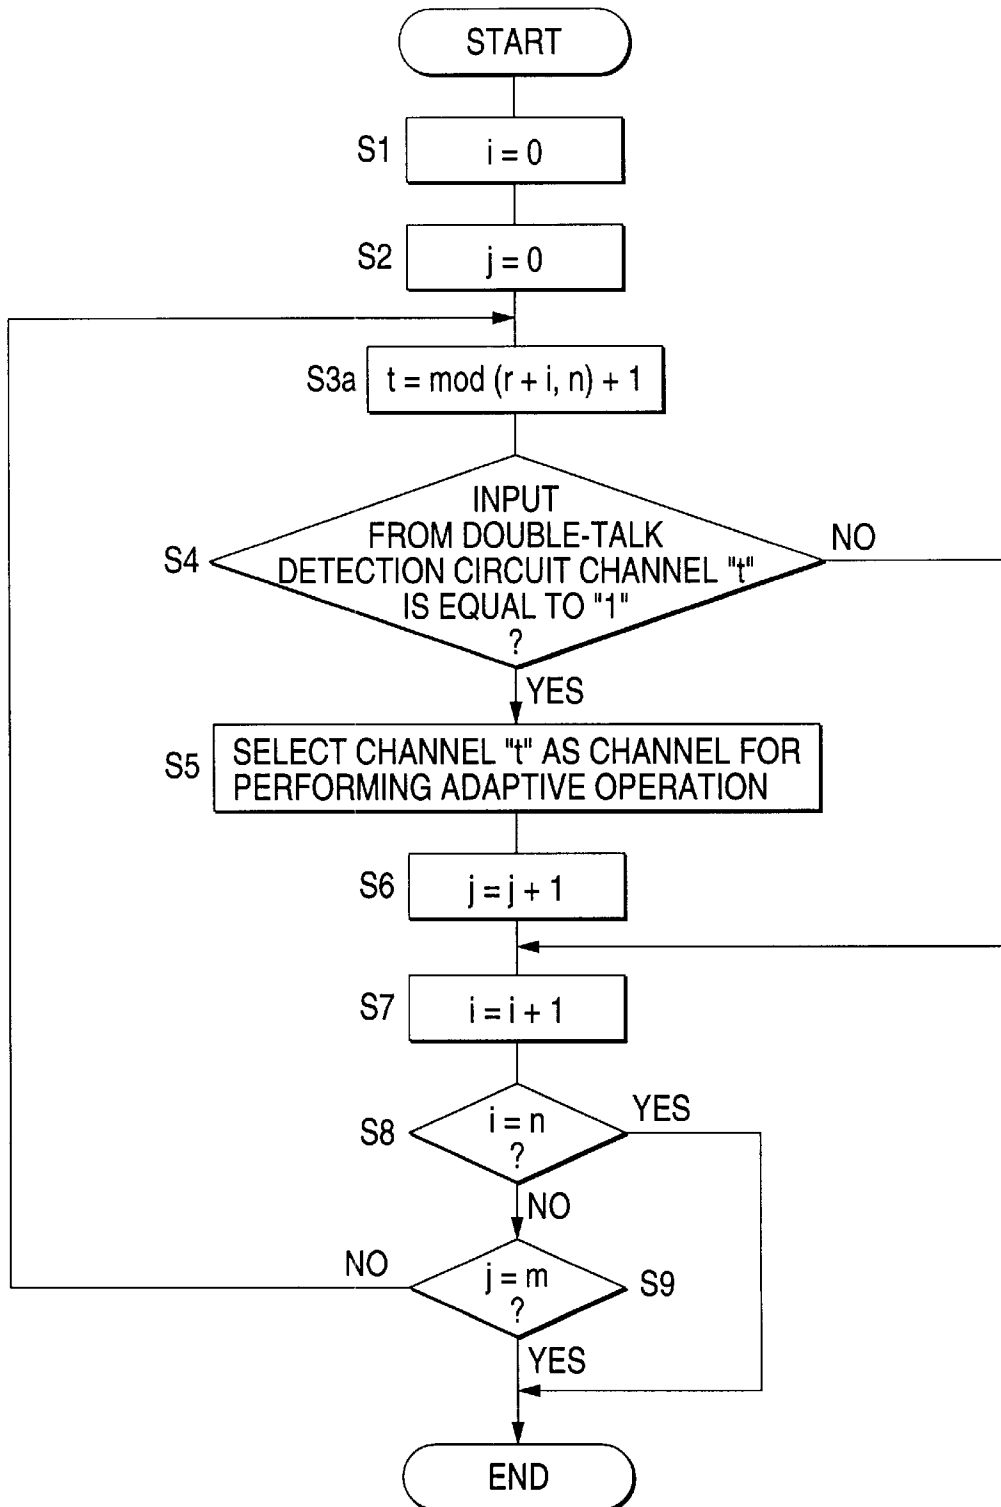 START
S1
i = 0
S2
j = 0
S3a
t = mod (r + i, n) + 1
INPUT
FROM DOUBLE-TALK
DETECTION CIRCUIT CHANNEL "t"
IS EQUAL TO "1"
?
S4
NO
YES
S5
SELECT CHANNEL "t" AS CHANNEL FOR
PERFORMING ADAPTIVE OPERATION
S6
j = j + 1
S7
i = i + 1
S8
i = n
?
YES
NO
NO
j = m
?
S9
YES
END